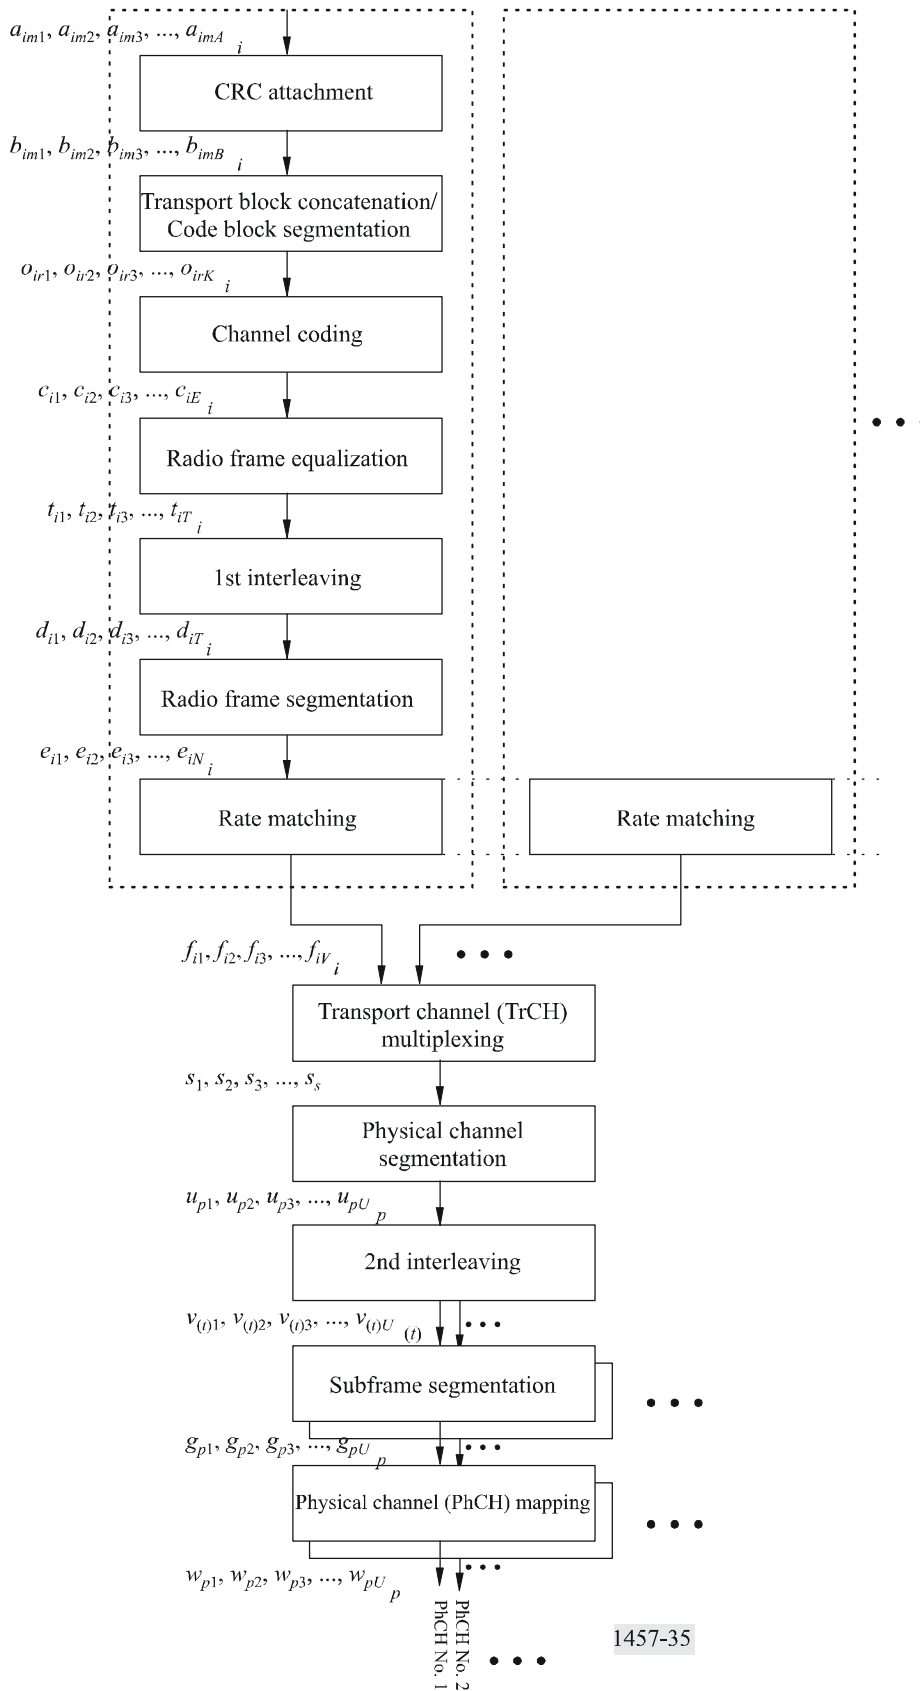 a_im1, a_im2, a_im3, ..., a_imA_i
CRC attachment
b_im1, b_im2, b_im3, ..., b_imB_i
Transport block concatenation/
Code block segmentation
o_ir1, o_ir2, o_ir3, ..., o_irK_i
Channel coding
c_i1, c_i2, c_i3, ..., c_iE_i
Radio frame equalization
t_i1, t_i2, t_i3, ..., t_iT_i
1st interleaving
d_i1, d_i2, d_i3, ..., d_iT_i
Radio frame segmentation
e_i1, e_i2, e_i3, ..., e_iN_i
Rate matching
Rate matching
f_i1, f_i2, f_i3, ..., f_iV_i
Transport channel (TrCH)
multiplexing
s_1, s_2, s_3, ..., s_s
Physical channel
segmentation
u_p1, u_p2, u_p3, ..., u_pU_p
2nd interleaving
v_(t)1, v_(t)2, v_(t)3, ..., v_(t)U_(t)
Subframe segmentation
g_p1, g_p2, g_p3, ..., g_pU_p
Physical channel (PhCH) mapping
w_p1, w_p2, w_p3, ..., w_pU_p
PhCH No. 1
PhCH No. 2
1457-35